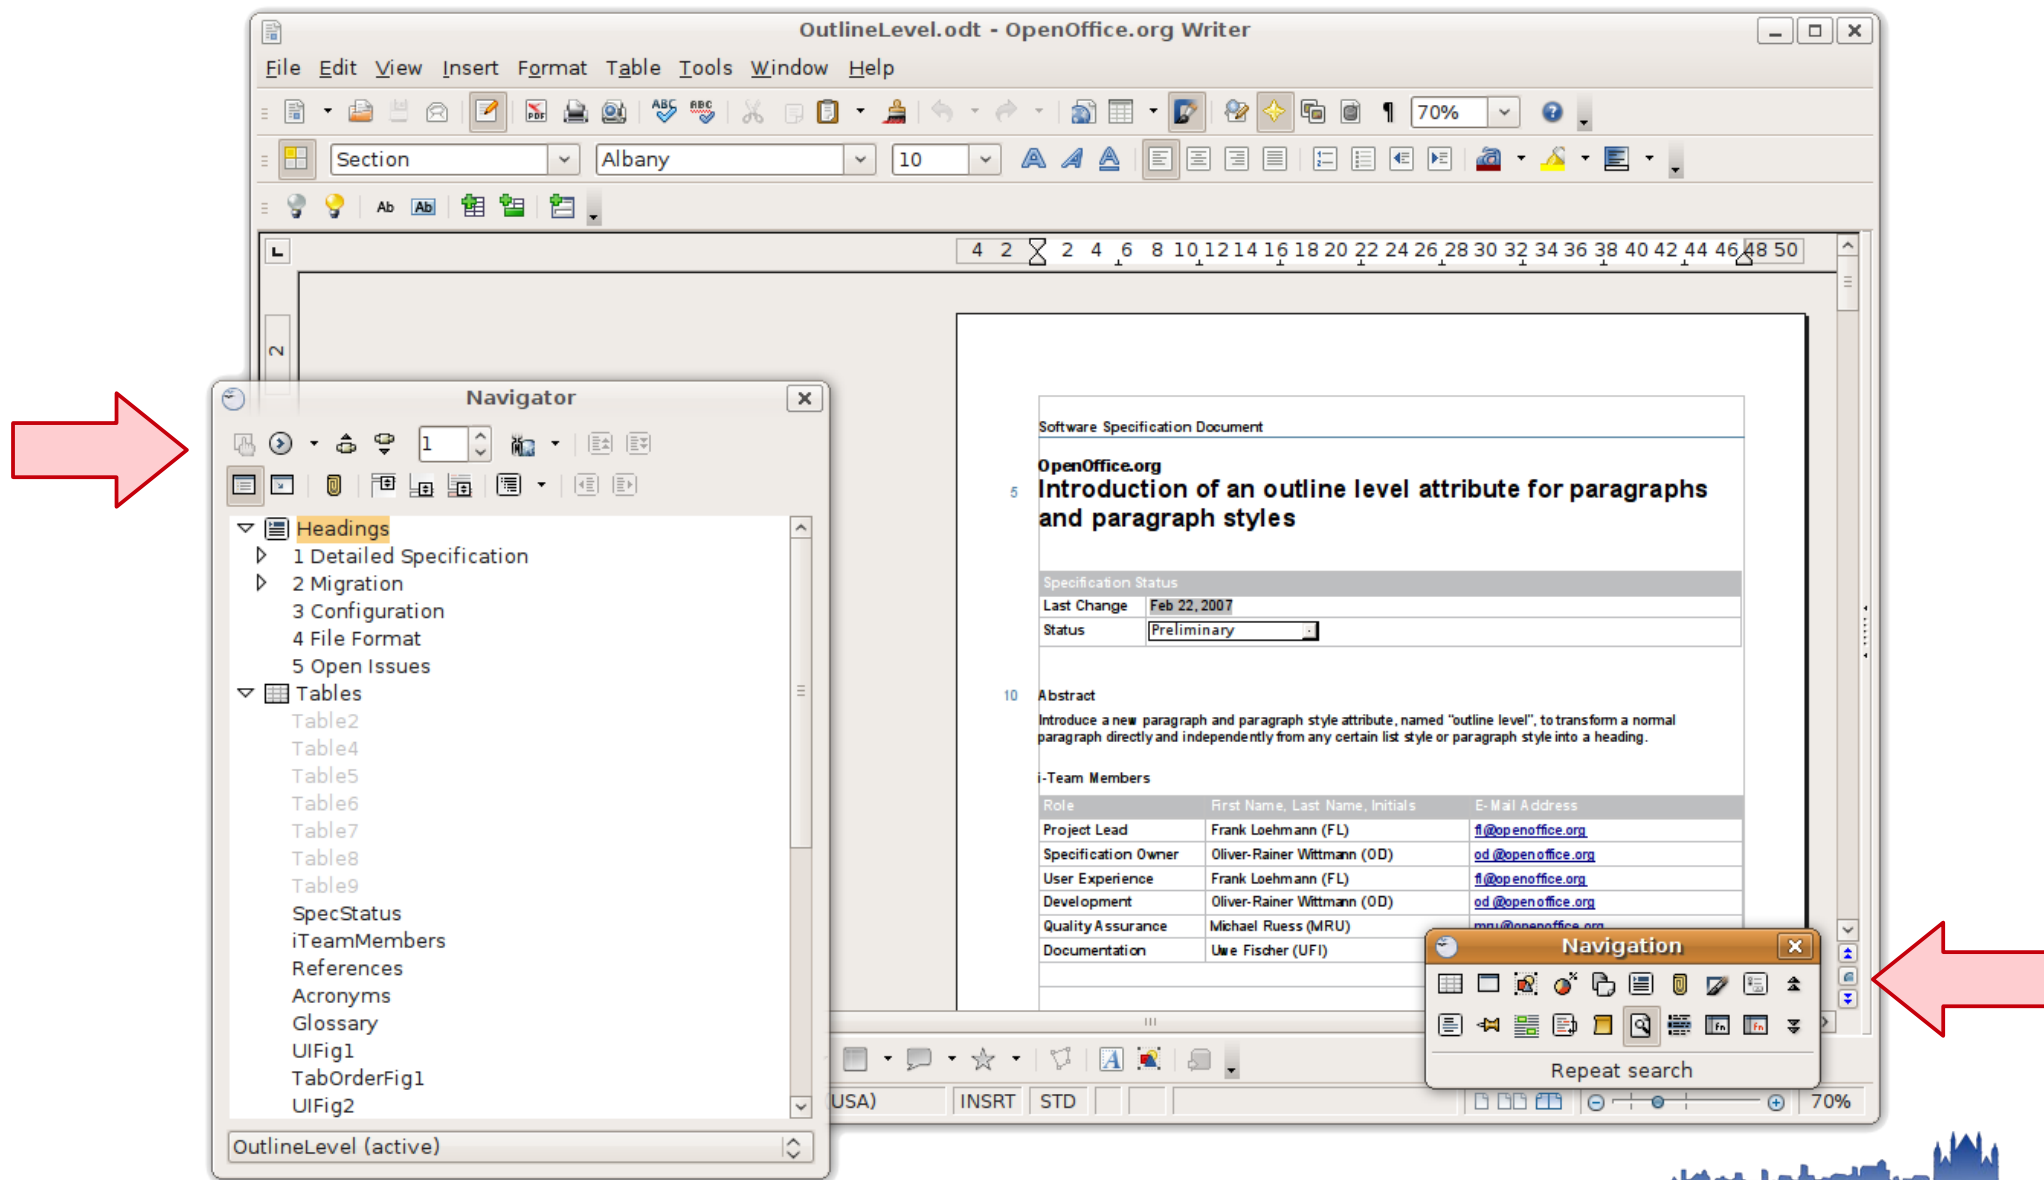 OutlineLevel.odt - OpenOffice.org Writer
File Edit View Insert Format Table Tools Window Help
PDF ABC ABC 70%
Section Albany 10
Ab Ab
4 2 2 4 6 8 10 12 14 16 18 20 22 24 26 28 30 32 34 36 38 40 42 44 46 48 50
2
Navigator
1
Headings
1 Detailed Specification
2 Migration
3 Configuration
4 File Format
5 Open Issues
Tables
Table2
Table4
Table5
Table6
Table7
Table8
Table9
SpecStatus
iTeamMembers
References
Acronyms
Glossary
UIFig1
TabOrderFig1
UIFig2
OutlineLevel (active)
Software Specification Document
OpenOffice.org
5 Introduction of an outline level attribute for paragraphs
and paragraph styles
Specification Status
Last Change Feb 22, 2007
Status Preliminary
10 Abstract
Introduce a new paragraph and paragraph style attribute, named "outline level", to transform a normal
paragraph directly and independently from any certain list style or paragraph style into a heading.
i-Team Members
Role First Name, Last Name, Initials E-Mail Address
Project Lead Frank Loehmann (FL) fl@openoffice.org
Specification Owner Oliver-Rainer Wittmann (OD) od@openoffice.org
User Experience Frank Loehmann (FL) fl@openoffice.org
Development Oliver-Rainer Wittmann (OD) od@openoffice.org
Quality Assurance Michael Ruess (MRU) mru@openoffice.org
Documentation Uwe Fischer (UFI)
Navigation
Repeat search
USA) INSRT STD 70%